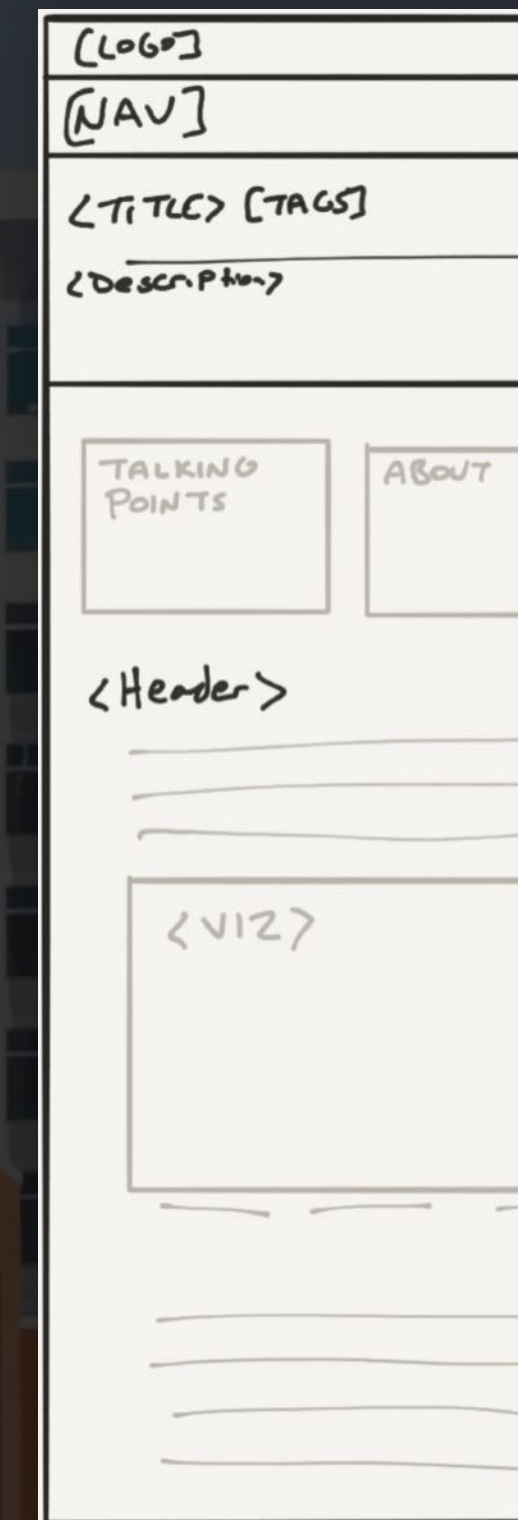 [LOGO]
[NAV]
<TITLE> [TAGS]
<Description>
TALKING
POINTS
ABOUT
<Header>
<VIZ>